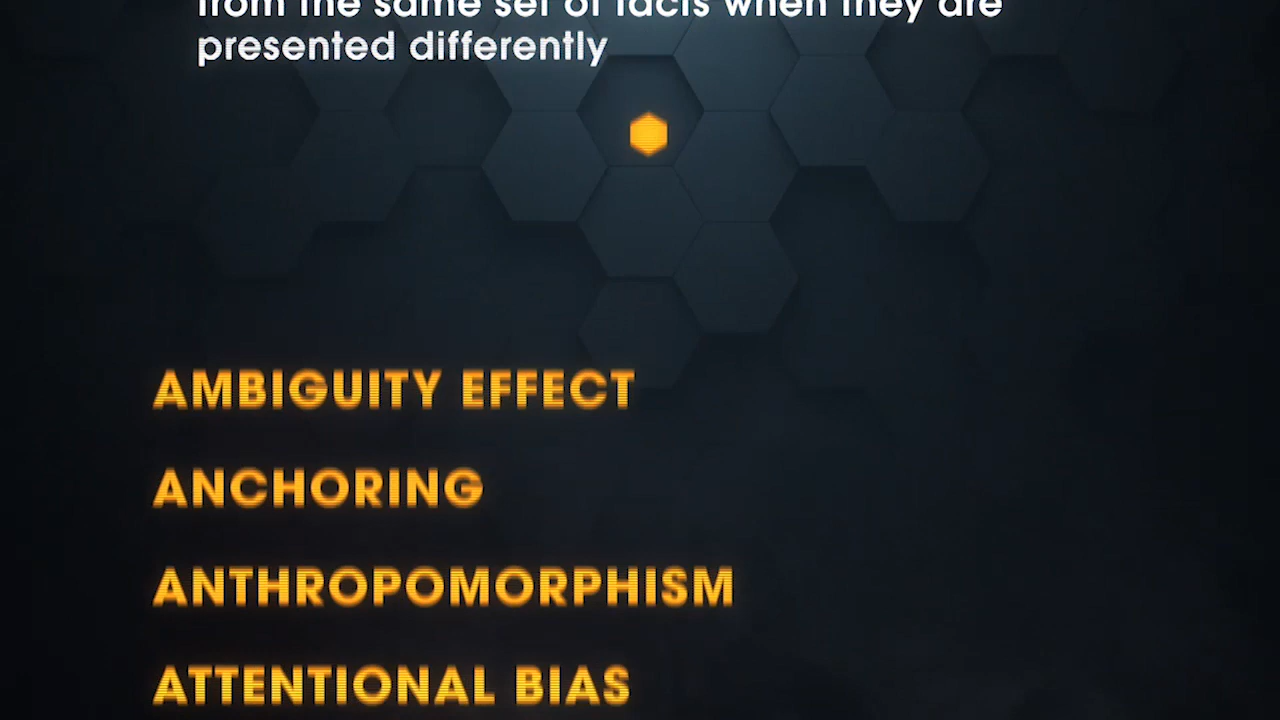 from the same set of facts when they are
presented differently
AMBIGUITY EFFECT
ANCHORING
ANTHROPOMORPHISM
ATTENTIONAL BIAS